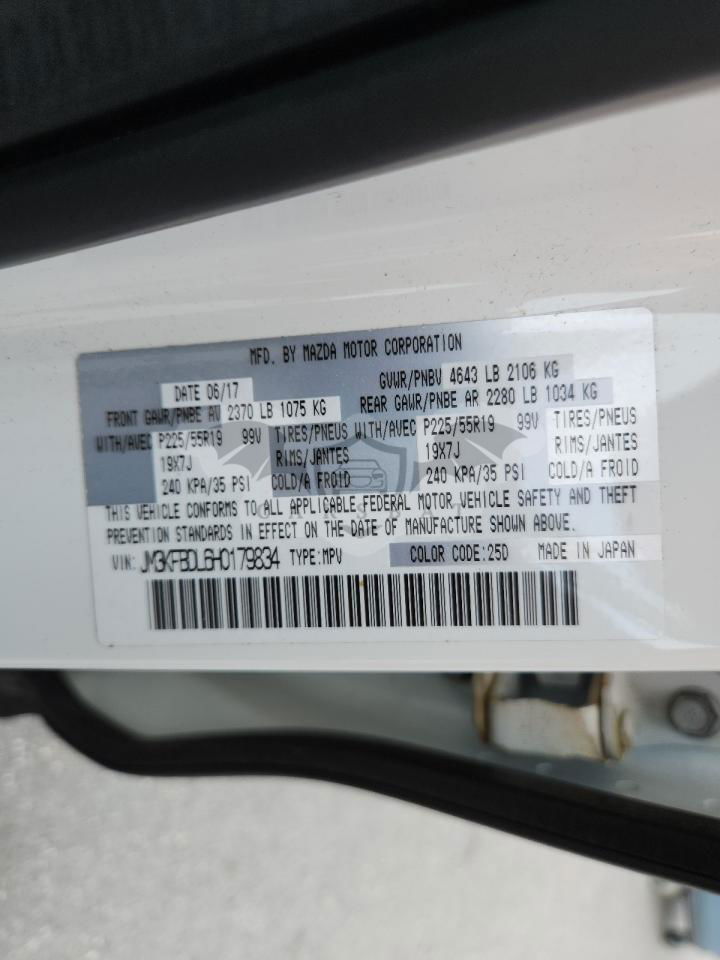 MFD. BY MAZDA MOTOR CORPORATION
DATE 06/17 GVWR/PNBV 4643 LB 2106 KG
FRONT GAWR/PNBE AV 2370 LB 1075 KG REAR GAWR/PNBE AR 2280 LB 1034 KG
WITH/AVEC P225/55R19 99V TIRES/PNEUS WITH/AVEC P225/55R19 99V TIRES/PNEUS
19X7J RIMS/JANTES 19X7J RIMS/JANTES
240 KPA/35 PSI COLD/A FROID 240 KPA/35 PSI COLD/A FROID
THIS VEHICLE CONFORMS TO ALL APPLICABLE FEDERAL MOTOR VEHICLE SAFETY AND THEFT
PREVENTION STANDARDS IN EFFECT ON THE DATE OF MANUFACTURE SHOWN ABOVE.
VIN: JM3KFBDL6H0179834 TYPE:MPV COLOR CODE:25D MADE IN JAPAN